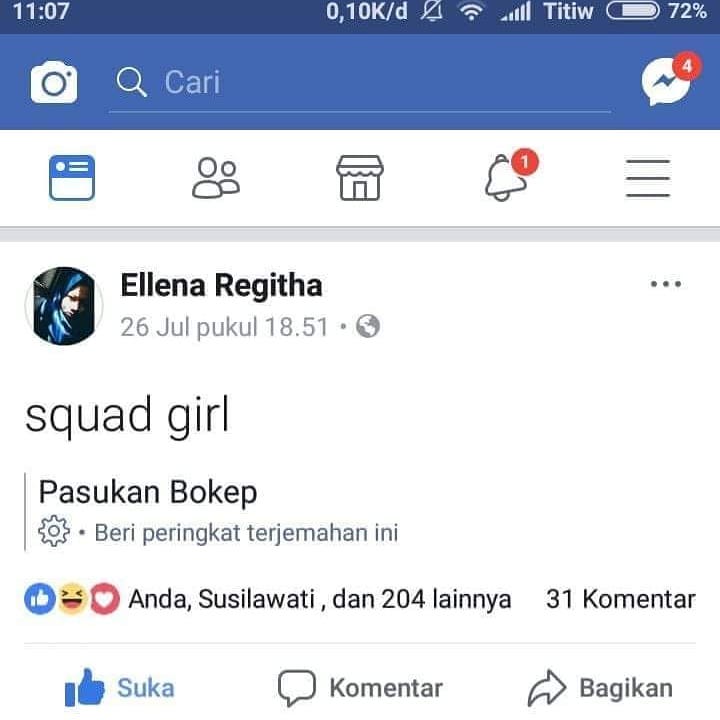 11:07 0,10K/d Titiw 72%
Cari 4
1
Ellena Regitha
26 Jul pukul 18.51 •
squad girl
Pasukan Bokep
• Beri peringkat terjemahan ini
Anda, Susilawati , dan 204 lainnya 31 Komentar
Suka Komentar Bagikan